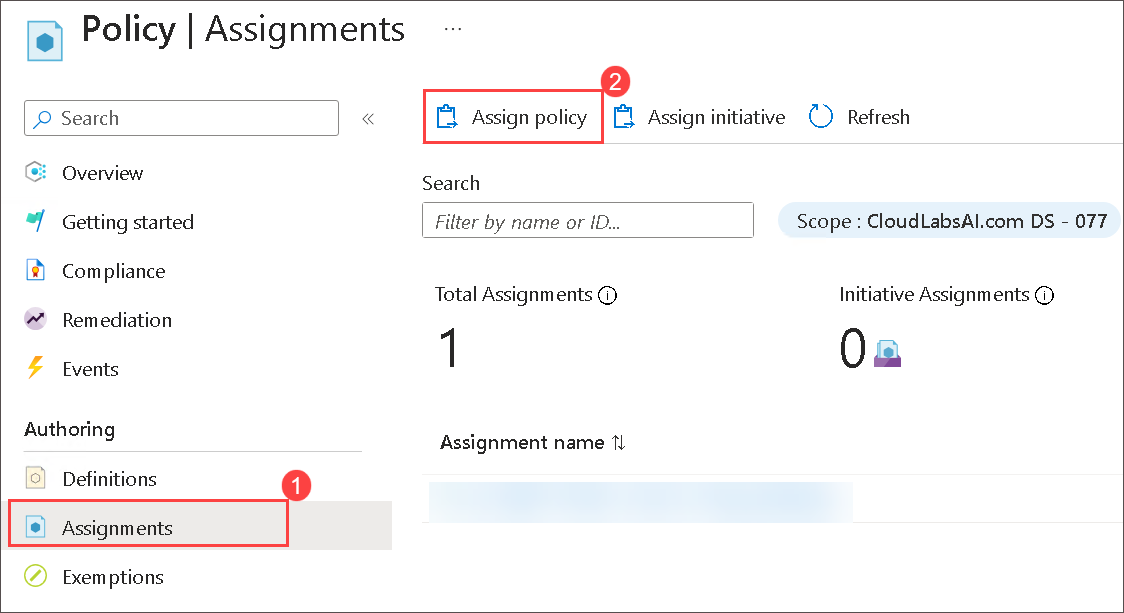 Policy | Assignments ...
Search
«
Overview
Getting started
Compliance
Remediation
Events
Authoring
Definitions
1
Assignments
Exemptions
2
Assign policy
Assign initiative
Refresh
Search
Filter by name or ID...
Scope : CloudLabsAI.com DS - 077
Total Assignments
Initiative Assignments
1
0
Assignment name ↑↓